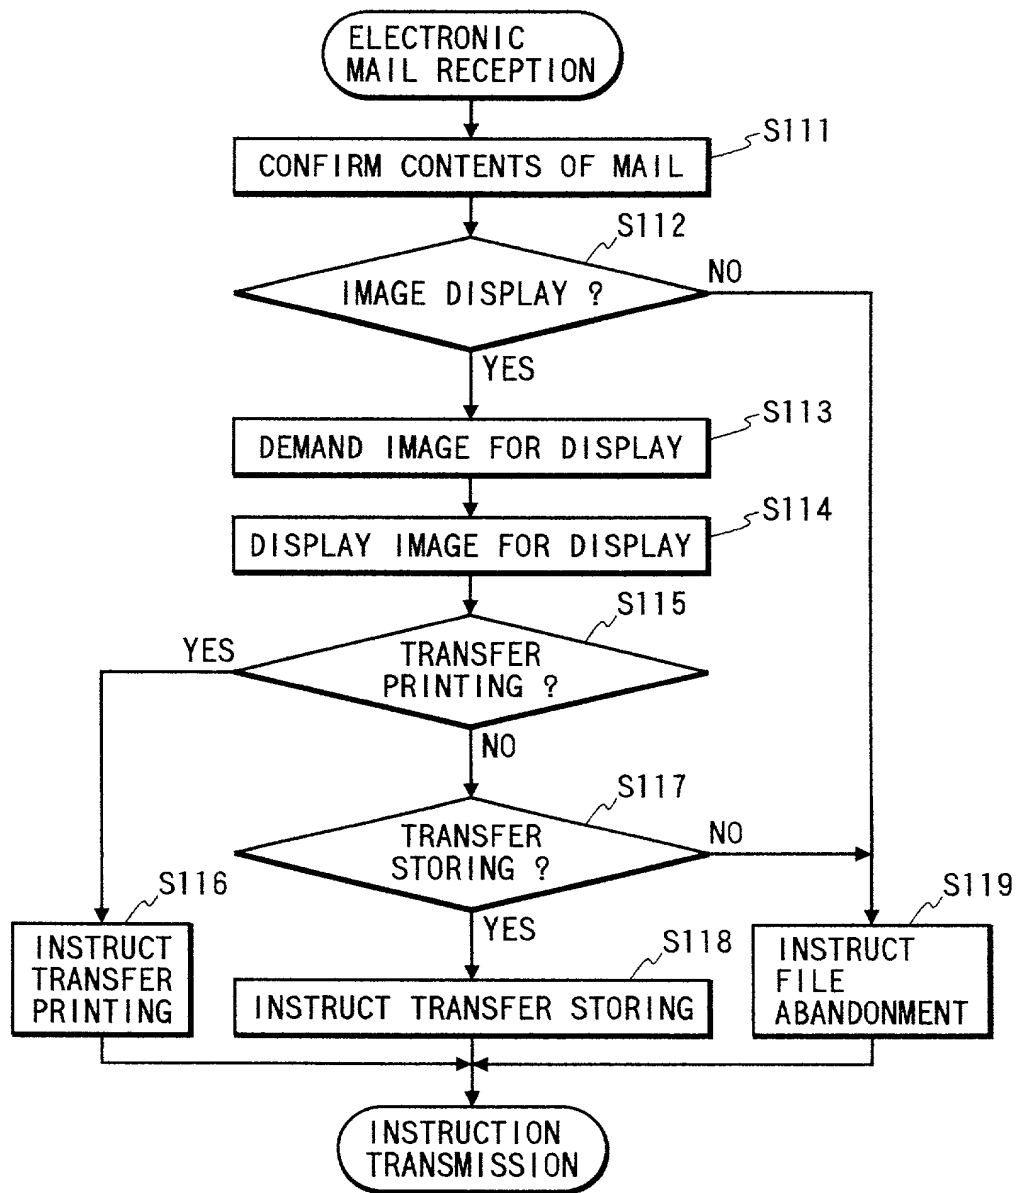 ELECTRONIC
MAIL RECEPTION
S111
CONFIRM CONTENTS OF MAIL
S112
IMAGE DISPLAY ?
NO
YES
S113
DEMAND IMAGE FOR DISPLAY
S114
DISPLAY IMAGE FOR DISPLAY
S115
YES
TRANSFER
PRINTING ?
NO
S117
TRANSFER
STORING ?
NO
YES
S116
INSTRUCT
TRANSFER
PRINTING
S118
INSTRUCT TRANSFER STORING
S119
INSTRUCT
FILE
ABANDONMENT
INSTRUCTION
TRANSMISSION